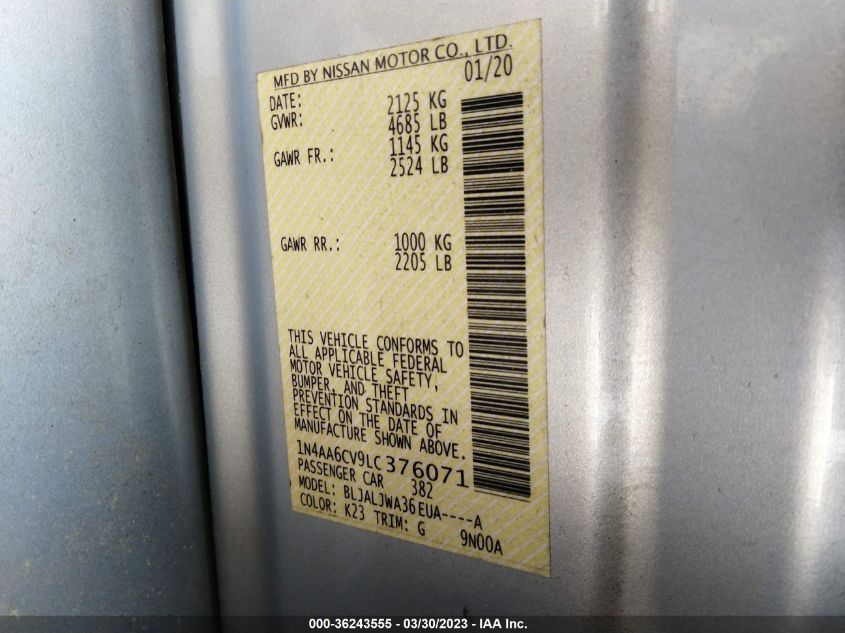 MFD BY NISSAN MOTOR CO., LTD.
DATE: 01/20
GVWR: 2125 KG
4685 LB
GAWR FR.: 1145 KG
2524 LB
GAWR RR.: 1000 KG
2205 LB
THIS VEHICLE CONFORMS TO
ALL APPLICABLE FEDERAL
MOTOR VEHICLE SAFETY,
BUMPER, AND THEFT
PREVENTION STANDARDS IN
EFFECT ON THE DATE OF
MANUFACTURE SHOWN ABOVE.
1N4AA6CV9LC376071
PASSENGER CAR 382
MODEL: BLJALJWA36EUA----A
COLOR: K23 TRIM: G 9N00A
000-36243555 — 03/30/2023 — IAA Inc.